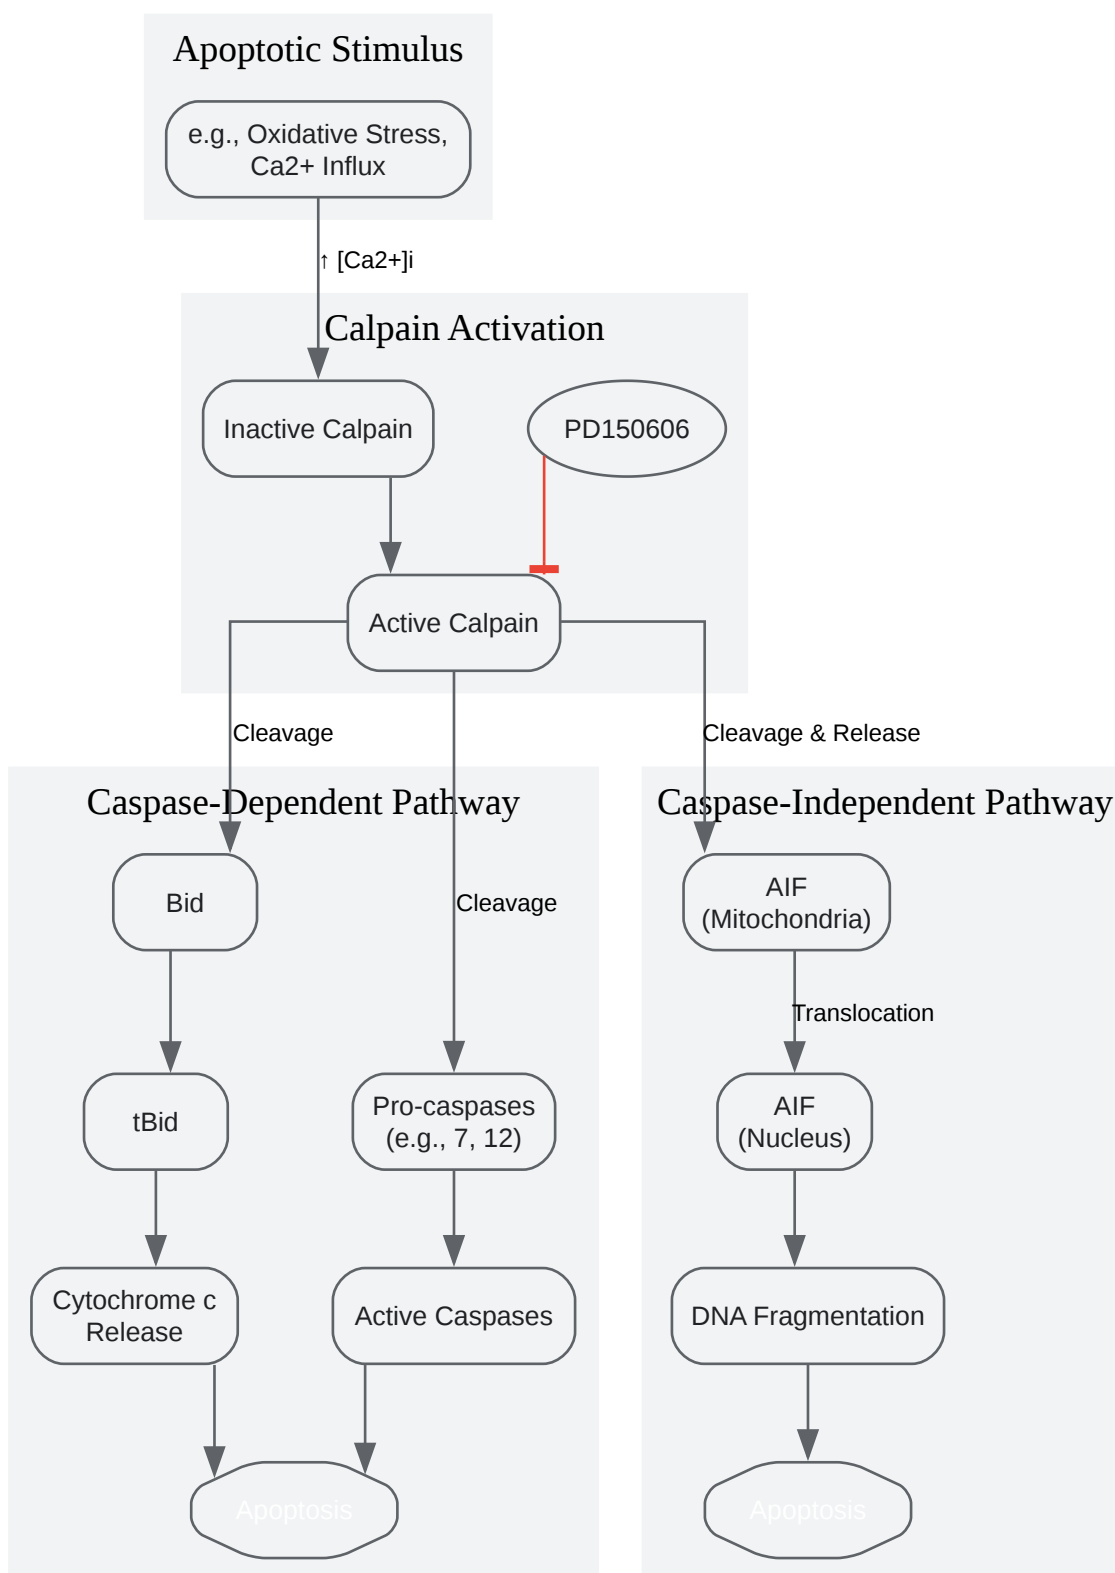 Apoptotic Stimulus
e.g., Oxidative Stress,
Ca2+ Influx
↑ [Ca2+]i
Calpain Activation
Inactive Calpain
PD150606
Active Calpain
Cleavage
Cleavage & Release
Caspase-Dependent Pathway
Caspase-Independent Pathway
Bid
Cleavage
AIF
(Mitochondria)
Translocation
tBid
Pro-caspases
(e.g., 7, 12)
AIF
(Nucleus)
Cytochrome c
Release
Active Caspases
DNA Fragmentation
Apoptosis
Apoptosis